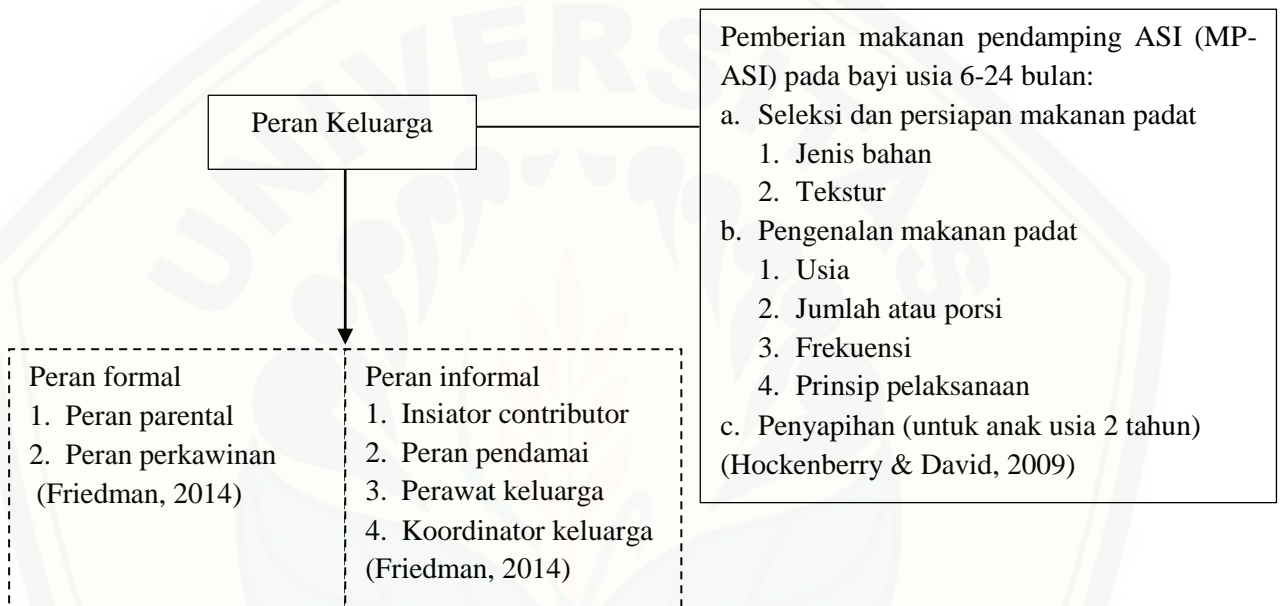 UNIVERSITAS
Peran Keluarga
Pemberian makanan pendamping ASI (MP-
ASI) pada bayi usia 6-24 bulan:
a. Seleksi dan persiapan makanan padat
1. Jenis bahan
2. Tekstur
b. Pengenalan makanan padat
1. Usia
2. Jumlah atau porsi
3. Frekuensi
4. Prinsip pelaksanaan
c. Penyapihan (untuk anak usia 2 tahun)
(Hockenberry & David, 2009)
Peran formal
1. Peran parental
2. Peran perkawinan
(Friedman, 2014)
Peran informal
1. Insiator contributor
2. Peran pendamai
3. Perawat keluarga
4. Koordinator keluarga
(Friedman, 2014)